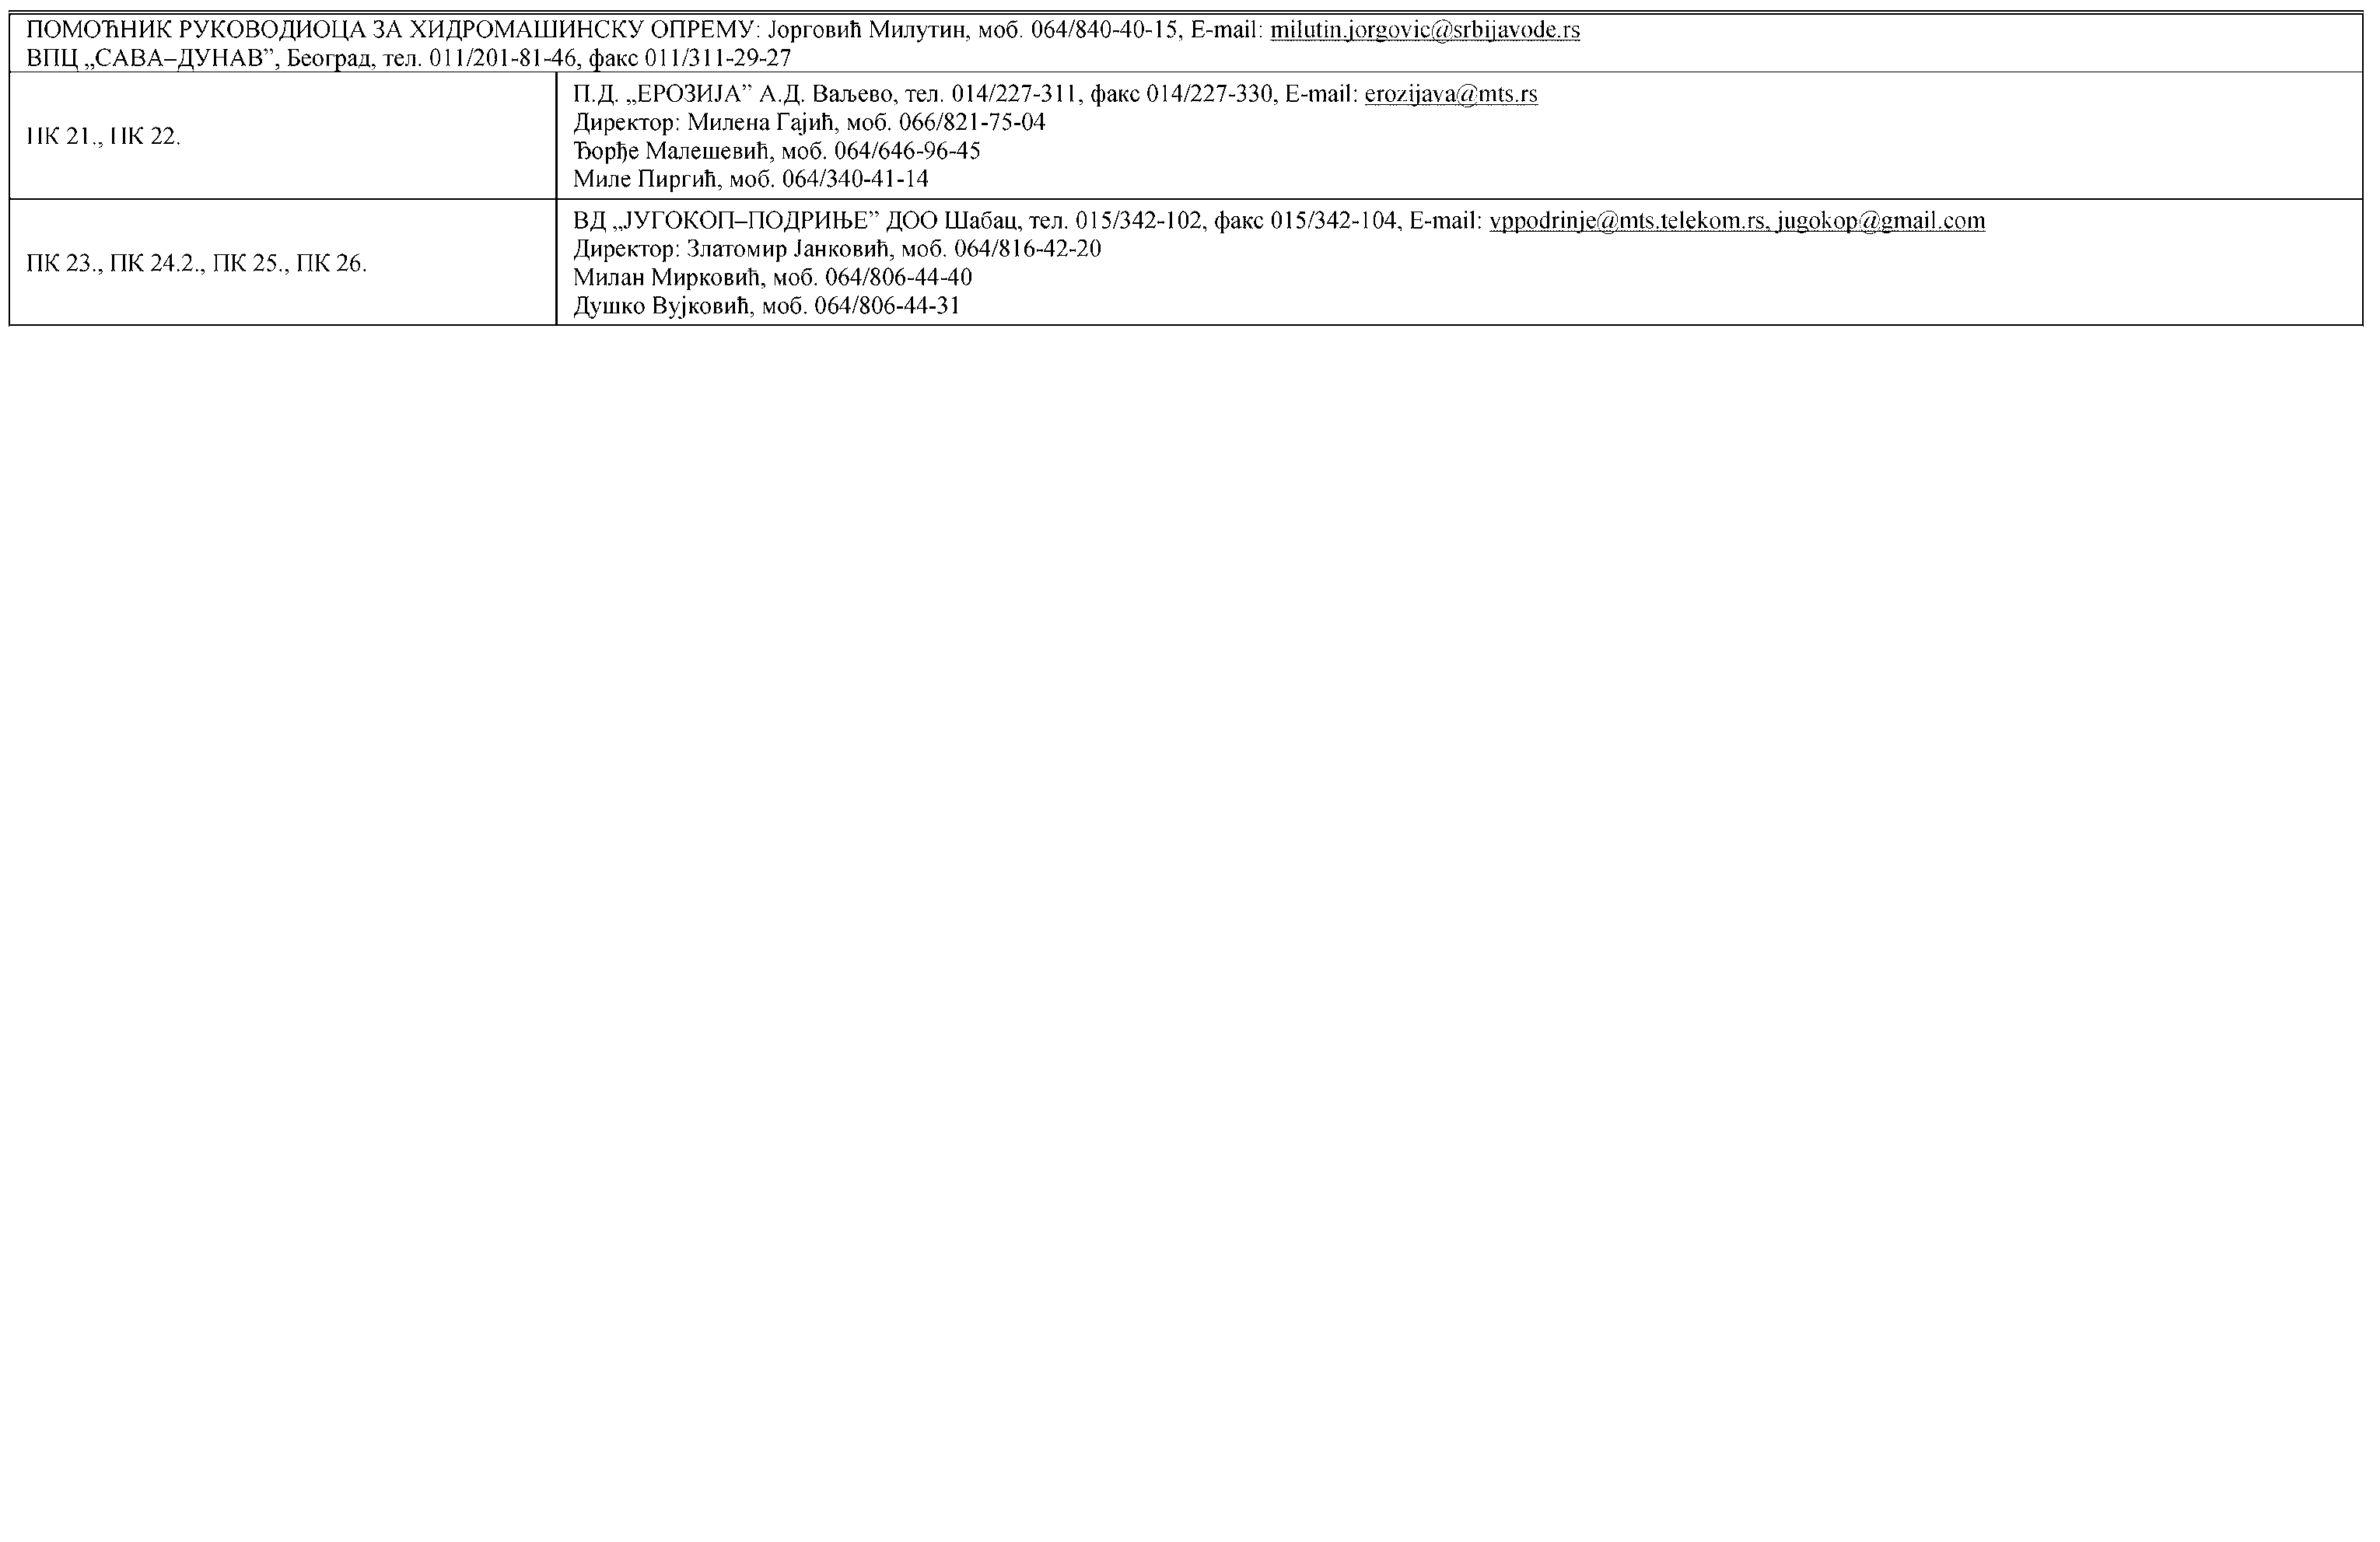 ПОМОЋНИК РУКОВОДИОЦА ЗА ХИДРОМАШИНСКУ ОПРЕМУ: Јорговић Милутин, моб. 064/840-40-15, E-mail: milutin.jorgovic@srbijavode.rs
ВПЦ „САВА–ДУНАВ”, Београд, тел. 011/201-81-46, факс 011/311-29-27
ПК 21., ПК 22.
П.Д. „ЕРОЗИЈА” А.Д. Ваљево, тел. 014/227-311, факс 014/227-330, E-mail: erozijava@mts.rs
Директор: Милена Гајић, моб. 066/821-75-04
Ђорђе Малешевић, моб. 064/646-96-45
Миле Пиргић, моб. 064/340-41-14
ПК 23., ПК 24.2., ПК 25., ПК 26.
ВД „ЈУГОКОП–ПОДРИЊЕ” ДОО Шабац, тел. 015/342-102, факс 015/342-104, E-mail: vppodrinje@mts.telekom.rs, jugokop@gmail.com
Директор: Златомир Јанковић, моб. 064/816-42-20
Милан Мирковић, моб. 064/806-44-40
Душко Вујковић, моб. 064/806-44-31